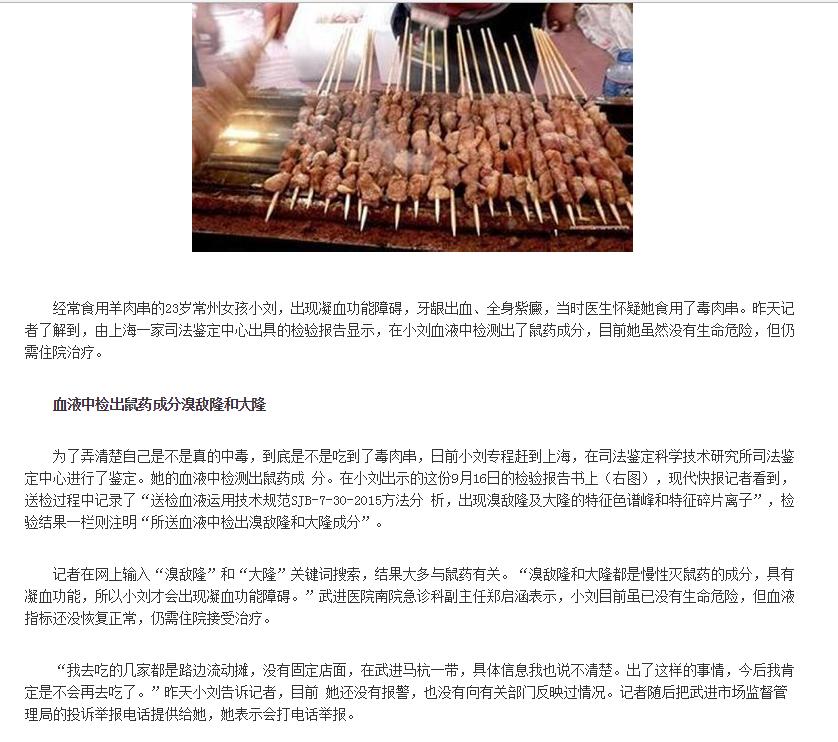 经常食用羊肉串的23岁常州女孩小刘，出现凝血功能障碍，牙龈出血、全身紫癜，当时医生怀疑她食用了毒肉串。昨天记
者了解到，由上海一家司法鉴定中心出具的检验报告显示，在小刘血液中检测出了鼠药成分，目前她虽然没有生命危险，但仍
需住院治疗。
血液中检出鼠药成分溴敌隆和大隆
为了弄清楚自己是不是真的中毒，到底是不是吃到了毒肉串，日前小刘专程赶到上海，在司法鉴定科学技术研究所司法鉴
定中心进行了鉴定。她的血液中检测出鼠药成 分。在小刘出示的这份9月16日的检验报告书上（右图），现代快报记者看到，
送检过程中记录了“送检血液运用技术规范SJB-7-30-2015方法分 析，出现溴敌隆及大隆的特征色谱峰和特征碎片离子”，检
验结果一栏则注明“所送血液中检出溴敌隆和大隆成分”。
记者在网上输入“溴敌隆”和“大隆”关键词搜索，结果大多与鼠药有关。“溴敌隆和大隆都是慢性灭鼠药的成分，具有
凝血功能，所以小刘才会出现凝血功能障碍。”武进医院南院急诊科副主任郑启涵表示，小刘目前虽已没有生命危险，但血液
指标还没恢复正常，仍需住院接受治疗。
“我去吃的几家都是路边流动摊，没有固定店面，在武进马杭一带，具体信息我也说不清楚。出了这样的事情，今后我肯
定是不会再去吃了。”昨天小刘告诉记者，目前 她还没有报警，也没有向有关部门反映过情况。记者随后把武进市场监督管
理局的投诉举报电话提供给她，她表示会打电话举报。